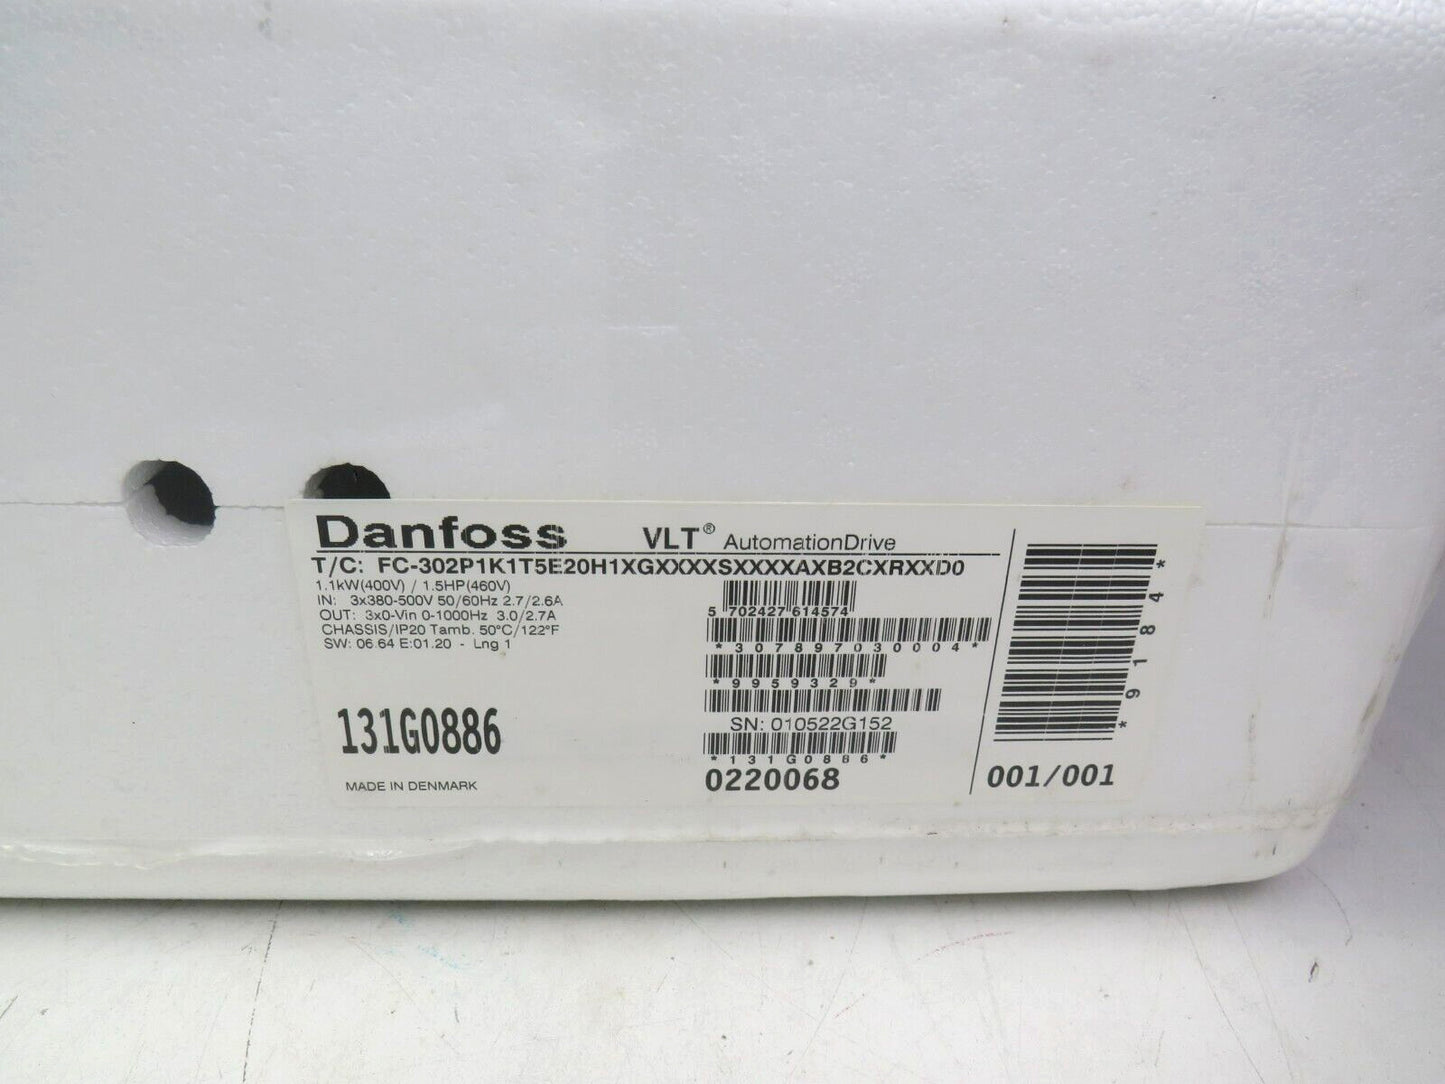 Danfoss VLT® AutomationDrive
T/C: FC-302P1K1T5E20H1XGXXXXSXXXXAXB2CXRXXD0
1.1kW(400V) / 1.5HP(460V)
IN: 3x380-500V 50/60Hz 2.7/2.6A
OUT: 3x0-Vin 0-1000Hz 3.0/2.7A
CHASSIS/IP20 Tamb. 50°C/122°F
SW: 06.64 E:01.20 - Lng 1
131G0886
MADE IN DENMARK
5 702427 614574
*307897030004*
*9959329*
SN: 010522G152
*131G0886*
0220068
*9184*
001/001